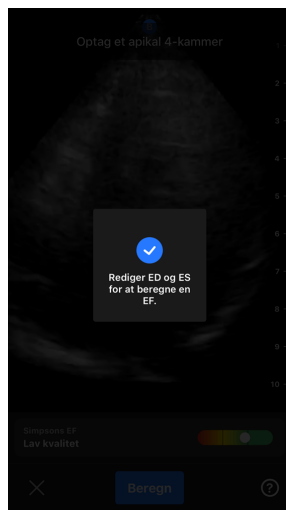 Optag et apikal 4-kammer
2
3
4
5
6
7
8
9
10
Rediger ED og ES
for at beregne en
EF.
Simpsons EF
Lav kvalitet
Beregn
?